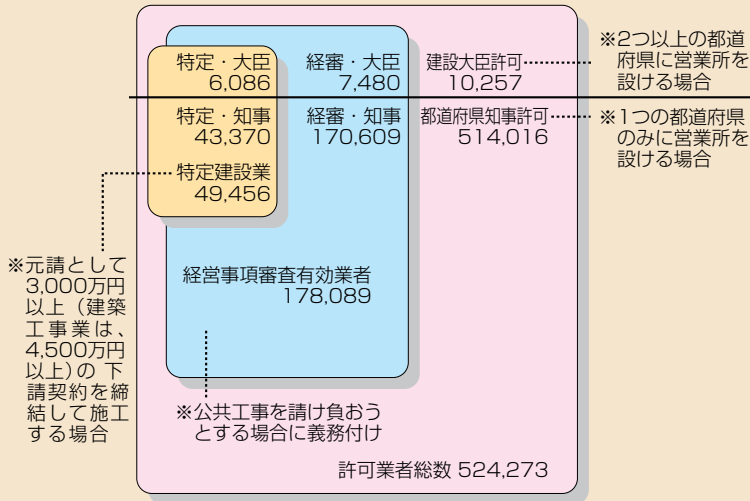 特定・大臣
6,086
経審・大臣
7,480
建設大臣許可
10,257
※2つ以上の都道
府県に営業所を
設ける場合
特定・知事
43,370
経審・知事
170,609
都道府県知事許可
514,016
※1つの都道府県
のみに営業所を
設ける場合
特定建設業
49,456
※元請として
3,000万円
以上（建築
工事業は、
4,500万円
以上）の下
請契約を締
結して施工
する場合
経営事項審査有効業者
178,089
※公共工事を請け負おう
とする場合に義務付け
許可業者総数 524,273